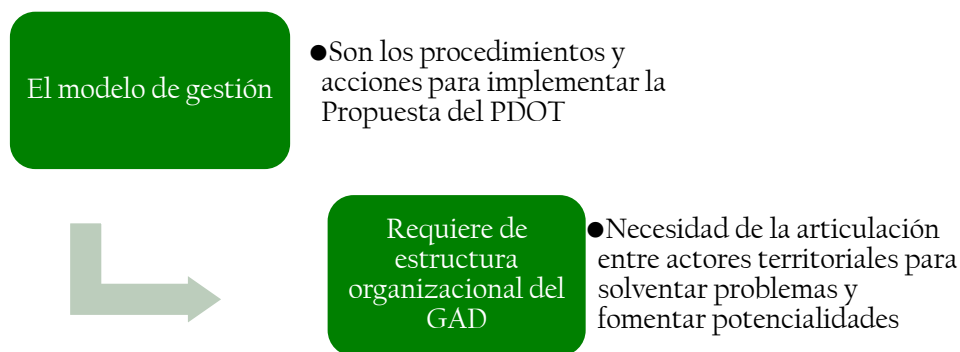 El modelo de gestión
●Son los procedimientos y
acciones para implementar la
Propuesta del PDOT
Requiere de
estructura
organizacional del
GAD
●Necesidad de la articulación
entre actores territoriales para
solventar problemas y
fomentar potencialidades